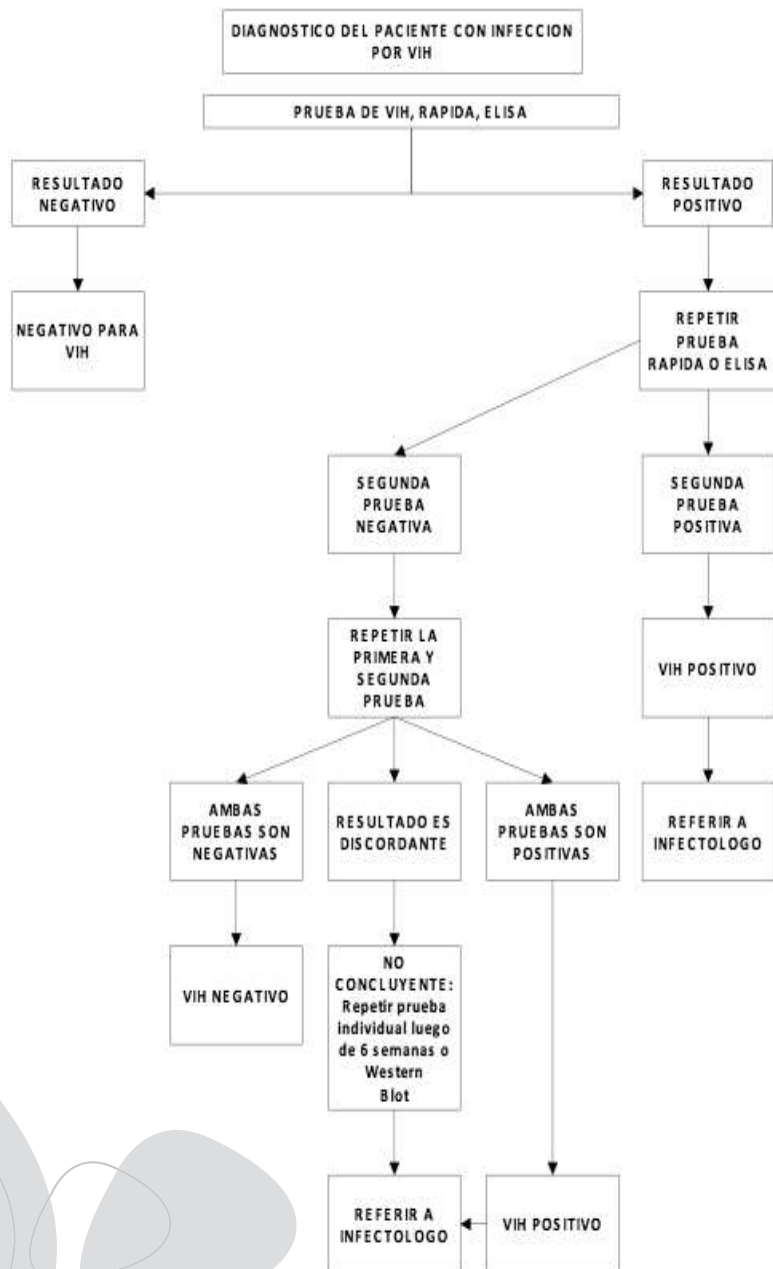 DIAGNOSTICO DEL PACIENTE CON INFECCION
POR VIH
PRUEBA DE VIH, RAPIDA, ELISA
RESULTADO
NEGATIVO
RESULTADO
POSITIVO
NEGATIVO PARA
VIH
REPETIR
PRUEBA
RAPIDA O ELISA
SEGUNDA
PRUEBA
NEGATIVA
SEGUNDA
PRUEBA
POSITIVA
REPETIR LA
PRIMERA Y
SEGUNDA
PRUEBA
VIH POSITIVO
AMBAS
PRUEBAS SON
NEGATIVAS
RESULTADO ES
DISCORDANTE
AMBAS
PRUEBAS SON
POSITIVAS
REFERIR A
INFECTOLOGO
VIH NEGATIVO
NO
CONCLUYENTE:
Repetir prueba
individual luego
de 6 semanas o
Western
Blot
REFERIR A
INFECTOLOGO
VIH POSITIVO